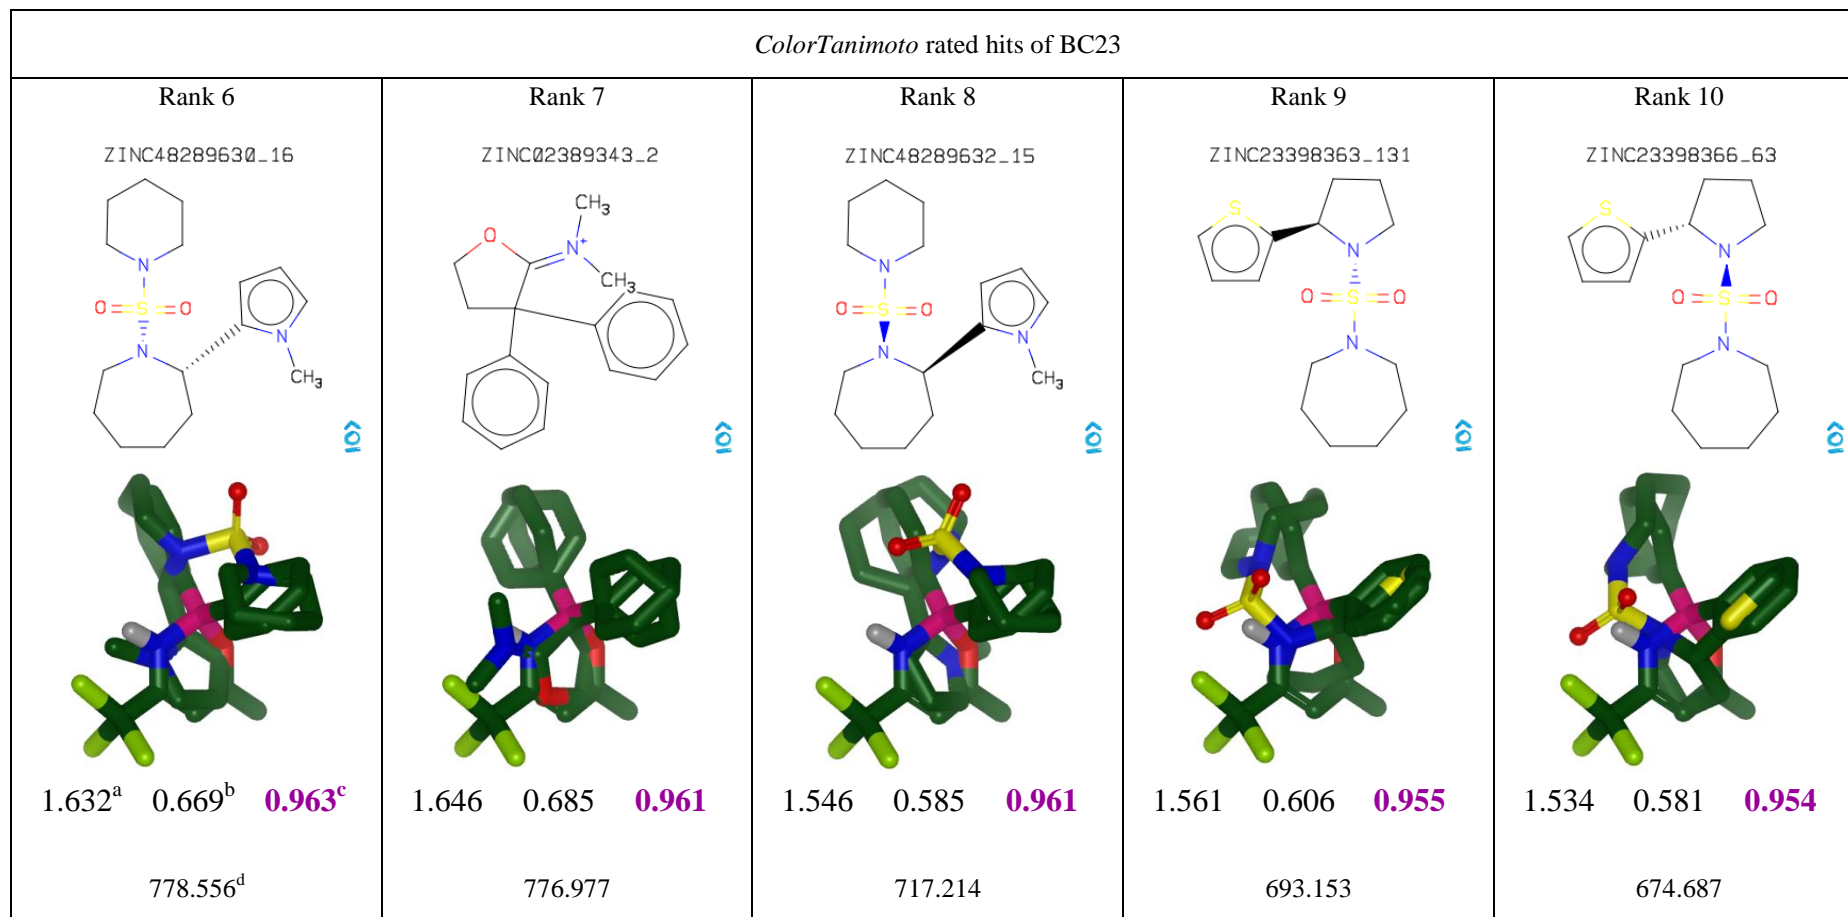 ColorTanimoto rated hits of BC23
Rank 6 Rank 7 Rank 8 Rank 9 Rank 10
ZINC48289630_16 ZINC02389343_2 ZINC48289632_15 ZINC23398363_131 ZINC23398366_63
N
O=S=O
N
N
CH₃
O
CH₃
N⁺
CH₃
N
O=S=O
N
N
CH₃
S
N
O=S=O
N
S
N
O=S=O
N
1.632ᵃ 0.669ᵇ 0.963ᶜ 1.646 0.685 0.961 1.546 0.585 0.961 1.561 0.606 0.955 1.534 0.581 0.954
778.556ᵈ 776.977 717.214 693.153 674.687